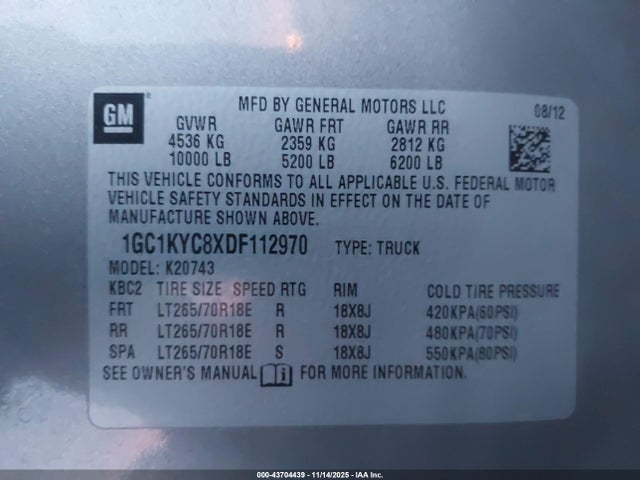 GM
MFD BY GENERAL MOTORS LLC 08/12
GVWR GAWR FRT GAWR RR
4536 KG 2359 KG 2812 KG
10000 LB 5200 LB 6200 LB
THIS VEHICLE CONFORMS TO ALL APPLICABLE U.S. FEDERAL MOTOR
VEHICLE SAFETY STANDARDS IN EFFECT ON THE DATE OF
MANUFACTURE SHOWN ABOVE.
1GC1KYC8XDF112970 TYPE: TRUCK
MODEL: K20743
KBC2 TIRE SIZE SPEED RTG RIM COLD TIRE PRESSURE
FRT LT265/70R18E R 18X8J 420KPA(60PSI)
RR LT265/70R18E R 18X8J 480KPA(70PSI)
SPA LT265/70R18E S 18X8J 550KPA(80PSI)
SEE OWNER'S MANUAL i FOR MORE INFORMATION.
000-43704439 - 11/14/2025 - IAA Inc.